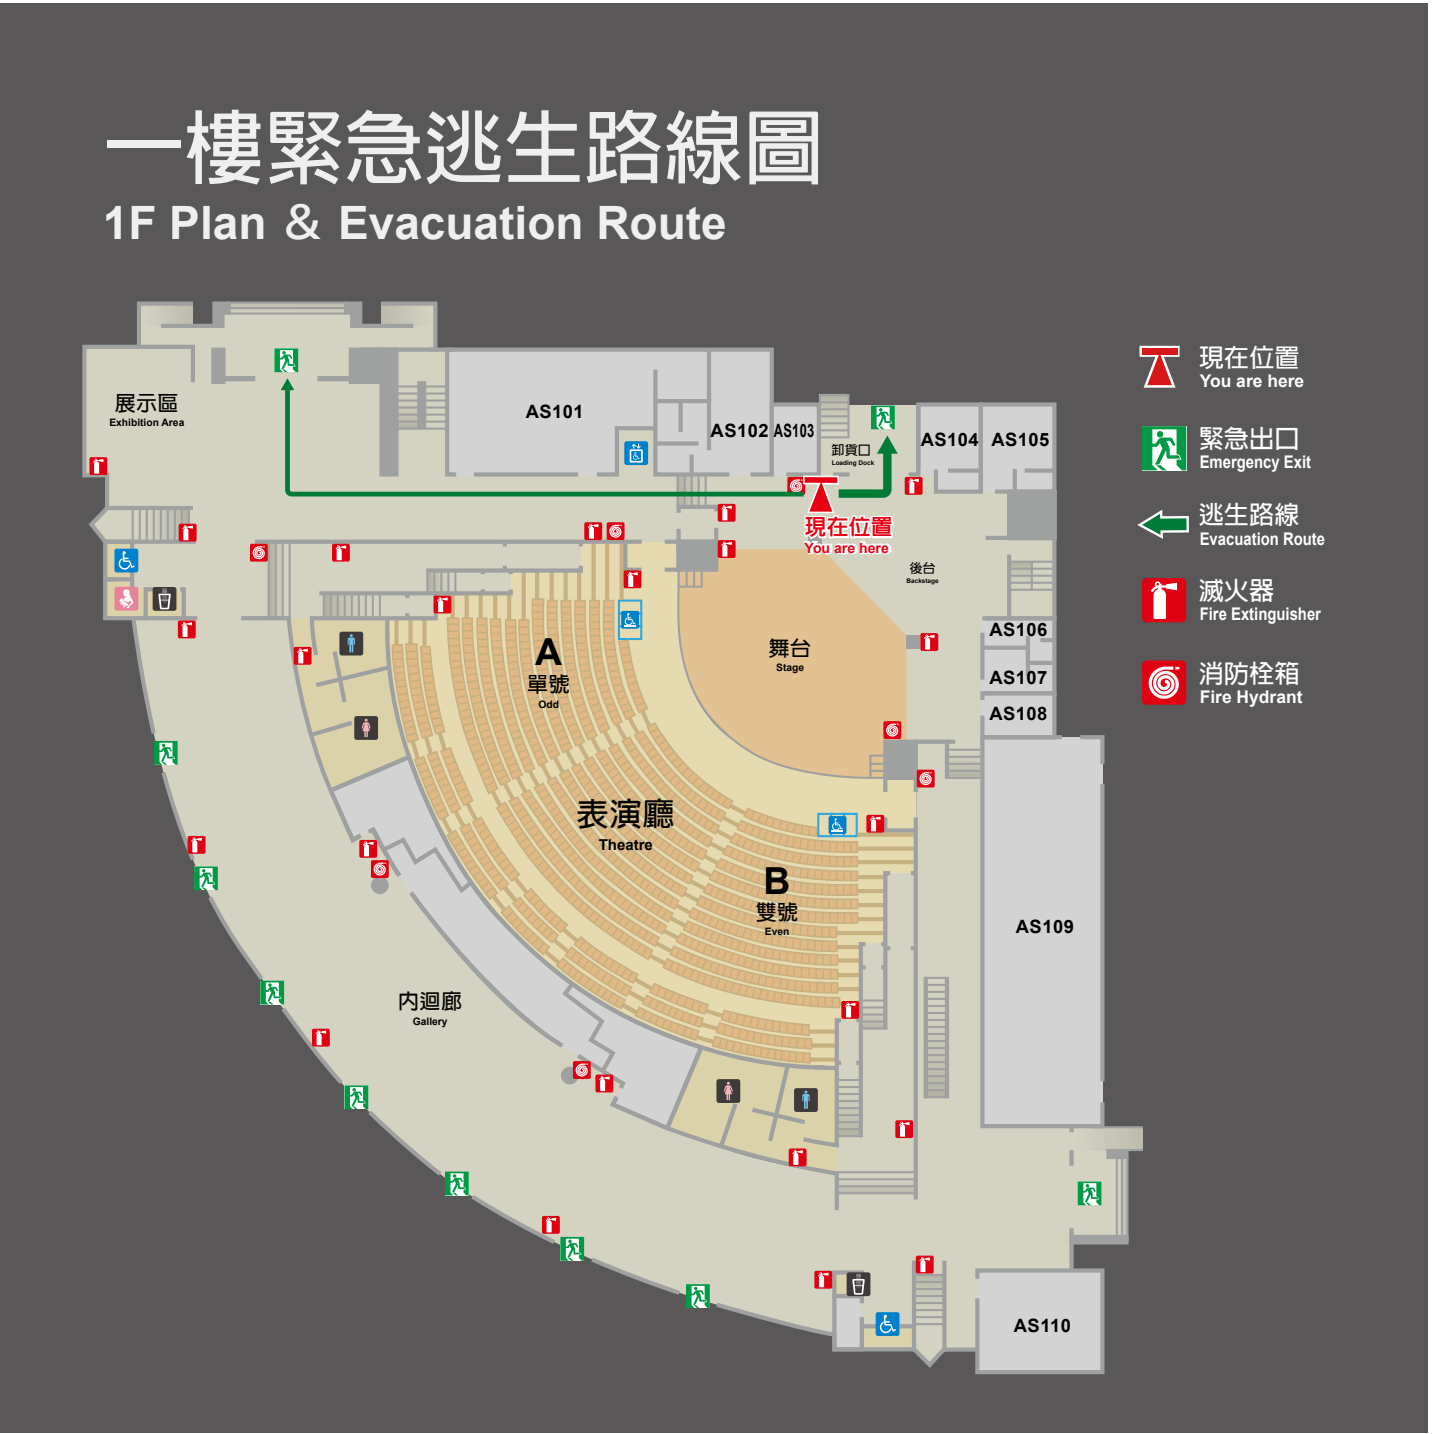 一樓緊急逃生路線圖
1F Plan & Evacuation Route
現在位置
You are here
緊急出口
Emergency Exit
逃生路線
Evacuation Route
滅火器
Fire Extinguisher
消防栓箱
Fire Hydrant
展示區
Exhibition Area
AS101
AS102
AS103
卸貨口
Loading Dock
AS104
AS105
現在位置
You are here
後台
Backstage
AS106
舞台
Stage
A
單號
Odd
AS107
AS108
表演廳
Theatre
B
雙號
Even
AS109
內迴廊
Gallery
AS110